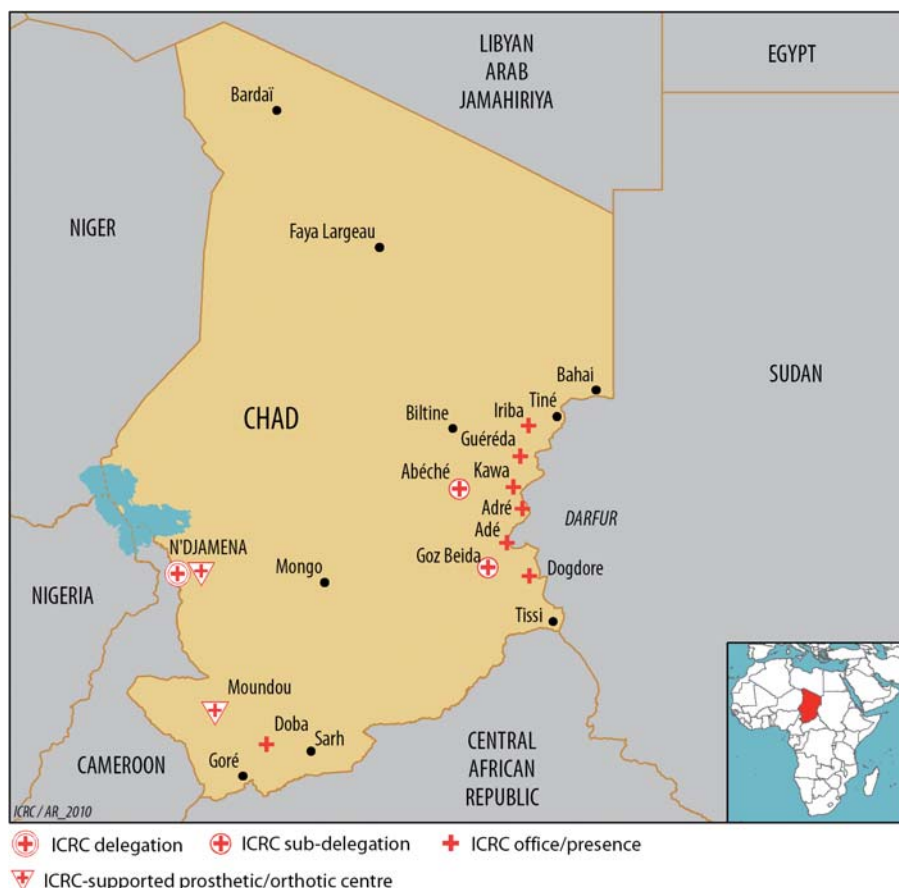 LIBYAN
ARAB
JAMAHIRIYA
EGYPT
Bardaï
NIGER
Faya Largeau
SUDAN
Bahai
Tiné
Iriba
CHAD
Biltine
Guéréda
Abéché
Kawa
Adré
DARFUR
Adé
N'DJAMENA
Goz Beida
Mongo
Dogdore
NIGERIA
Tissi
Moundou
Doba
Sarh
CAMEROON
Goré
CENTRAL
AFRICAN
REPUBLIC
ICRC / AR_2010
ICRC delegation
ICRC sub-delegation
ICRC office/presence
ICRC-supported prosthetic/orthotic centre